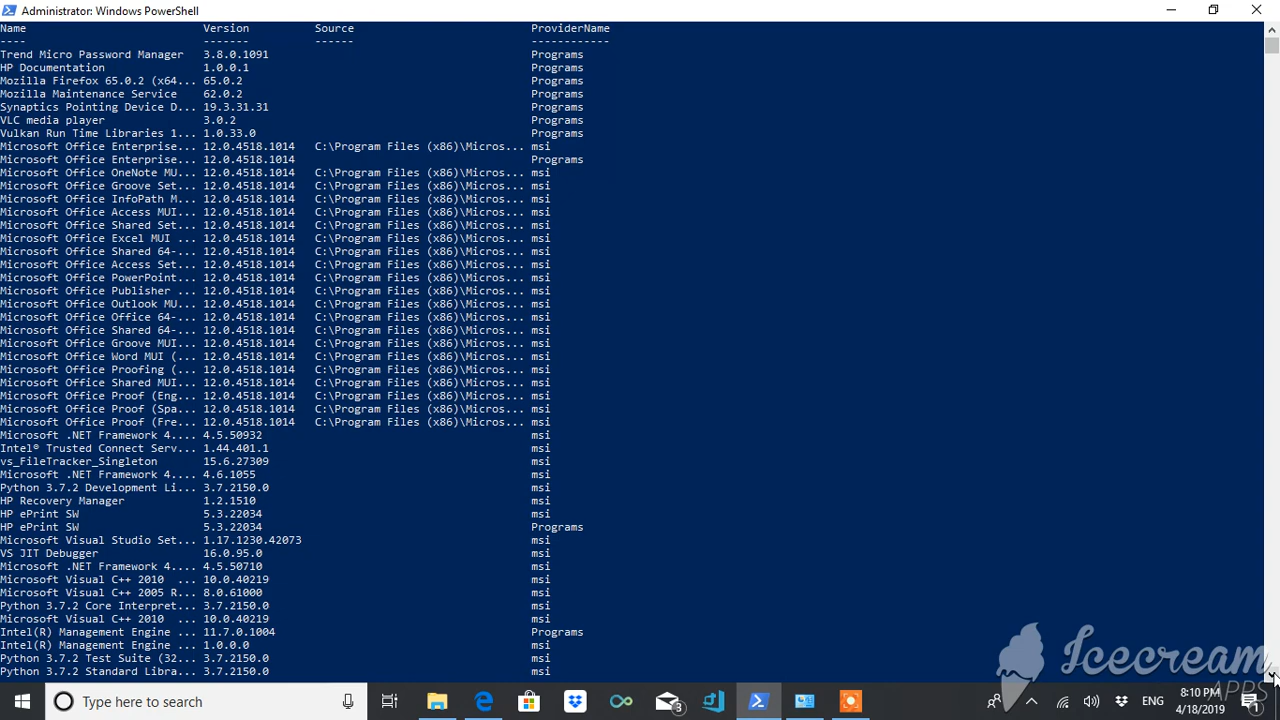 Administrator: Windows PowerShell
Name Version Source ProviderName
---- ------- ------ ------------
Trend Micro Password Manager 3.8.0.1091 Programs
HP Documentation 1.0.0.1 Programs
Mozilla Firefox 65.0.2 (x64... 65.0.2 Programs
Mozilla Maintenance Service 62.0.2 Programs
Synaptics Pointing Device D... 19.3.31.31 Programs
VLC media player 3.0.2 Programs
Vulkan Run Time Libraries 1... 1.0.33.0 Programs
Microsoft Office Enterprise... 12.0.4518.1014 C:\Program Files (x86)\Micros... msi
Microsoft Office Enterprise... 12.0.4518.1014 Programs
Microsoft Office OneNote MU... 12.0.4518.1014 C:\Program Files (x86)\Micros... msi
Microsoft Office Groove Set... 12.0.4518.1014 C:\Program Files (x86)\Micros... msi
Microsoft Office InfoPath M... 12.0.4518.1014 C:\Program Files (x86)\Micros... msi
Microsoft Office Access MUI... 12.0.4518.1014 C:\Program Files (x86)\Micros... msi
Microsoft Office Shared Set... 12.0.4518.1014 C:\Program Files (x86)\Micros... msi
Microsoft Office Excel MUI ... 12.0.4518.1014 C:\Program Files (x86)\Micros... msi
Microsoft Office Shared 64-... 12.0.4518.1014 C:\Program Files (x86)\Micros... msi
Microsoft Office Access Set... 12.0.4518.1014 C:\Program Files (x86)\Micros... msi
Microsoft Office PowerPoint... 12.0.4518.1014 C:\Program Files (x86)\Micros... msi
Microsoft Office Publisher ... 12.0.4518.1014 C:\Program Files (x86)\Micros... msi
Microsoft Office Outlook MU... 12.0.4518.1014 C:\Program Files (x86)\Micros... msi
Microsoft Office Office 64-... 12.0.4518.1014 C:\Program Files (x86)\Micros... msi
Microsoft Office Shared 64-... 12.0.4518.1014 C:\Program Files (x86)\Micros... msi
Microsoft Office Groove MUI... 12.0.4518.1014 C:\Program Files (x86)\Micros... msi
Microsoft Office Word MUI (... 12.0.4518.1014 C:\Program Files (x86)\Micros... msi
Microsoft Office Proofing (... 12.0.4518.1014 C:\Program Files (x86)\Micros... msi
Microsoft Office Shared MUI... 12.0.4518.1014 C:\Program Files (x86)\Micros... msi
Microsoft Office Proof (Eng... 12.0.4518.1014 C:\Program Files (x86)\Micros... msi
Microsoft Office Proof (Spa... 12.0.4518.1014 C:\Program Files (x86)\Micros... msi
Microsoft Office Proof (Fre... 12.0.4518.1014 C:\Program Files (x86)\Micros... msi
Microsoft .NET Framework 4.... 4.5.50932 msi
Intel® Trusted Connect Serv... 1.44.401.1 msi
vs_FileTracker_Singleton 15.6.27309 msi
Microsoft .NET Framework 4.... 4.6.1055 msi
Python 3.7.2 Development Li... 3.7.2150.0 msi
HP Recovery Manager 1.2.1510 msi
HP ePrint SW 5.3.22034 msi
HP ePrint SW 5.3.22034 Programs
Microsoft Visual Studio Set... 1.17.1230.42073 msi
VS JIT Debugger 16.0.95.0 msi
Microsoft .NET Framework 4.... 4.5.50710 msi
Microsoft Visual C++ 2010 ... 10.0.40219 msi
Microsoft Visual C++ 2005 R... 8.0.61000 msi
Python 3.7.2 Core Interpret... 3.7.2150.0 msi
Microsoft Visual C++ 2010 ... 10.0.40219 msi
Intel(R) Management Engine ... 11.7.0.1004 Programs
Intel(R) Management Engine ... 1.0.0.0 msi
Python 3.7.2 Test Suite (32... 3.7.2150.0 msi
Python 3.7.2 Standard Libra... 3.7.2150.0 msi
Icecream
APPS
Type here to search
3
ENG
8:10 PM
4/18/2019
1